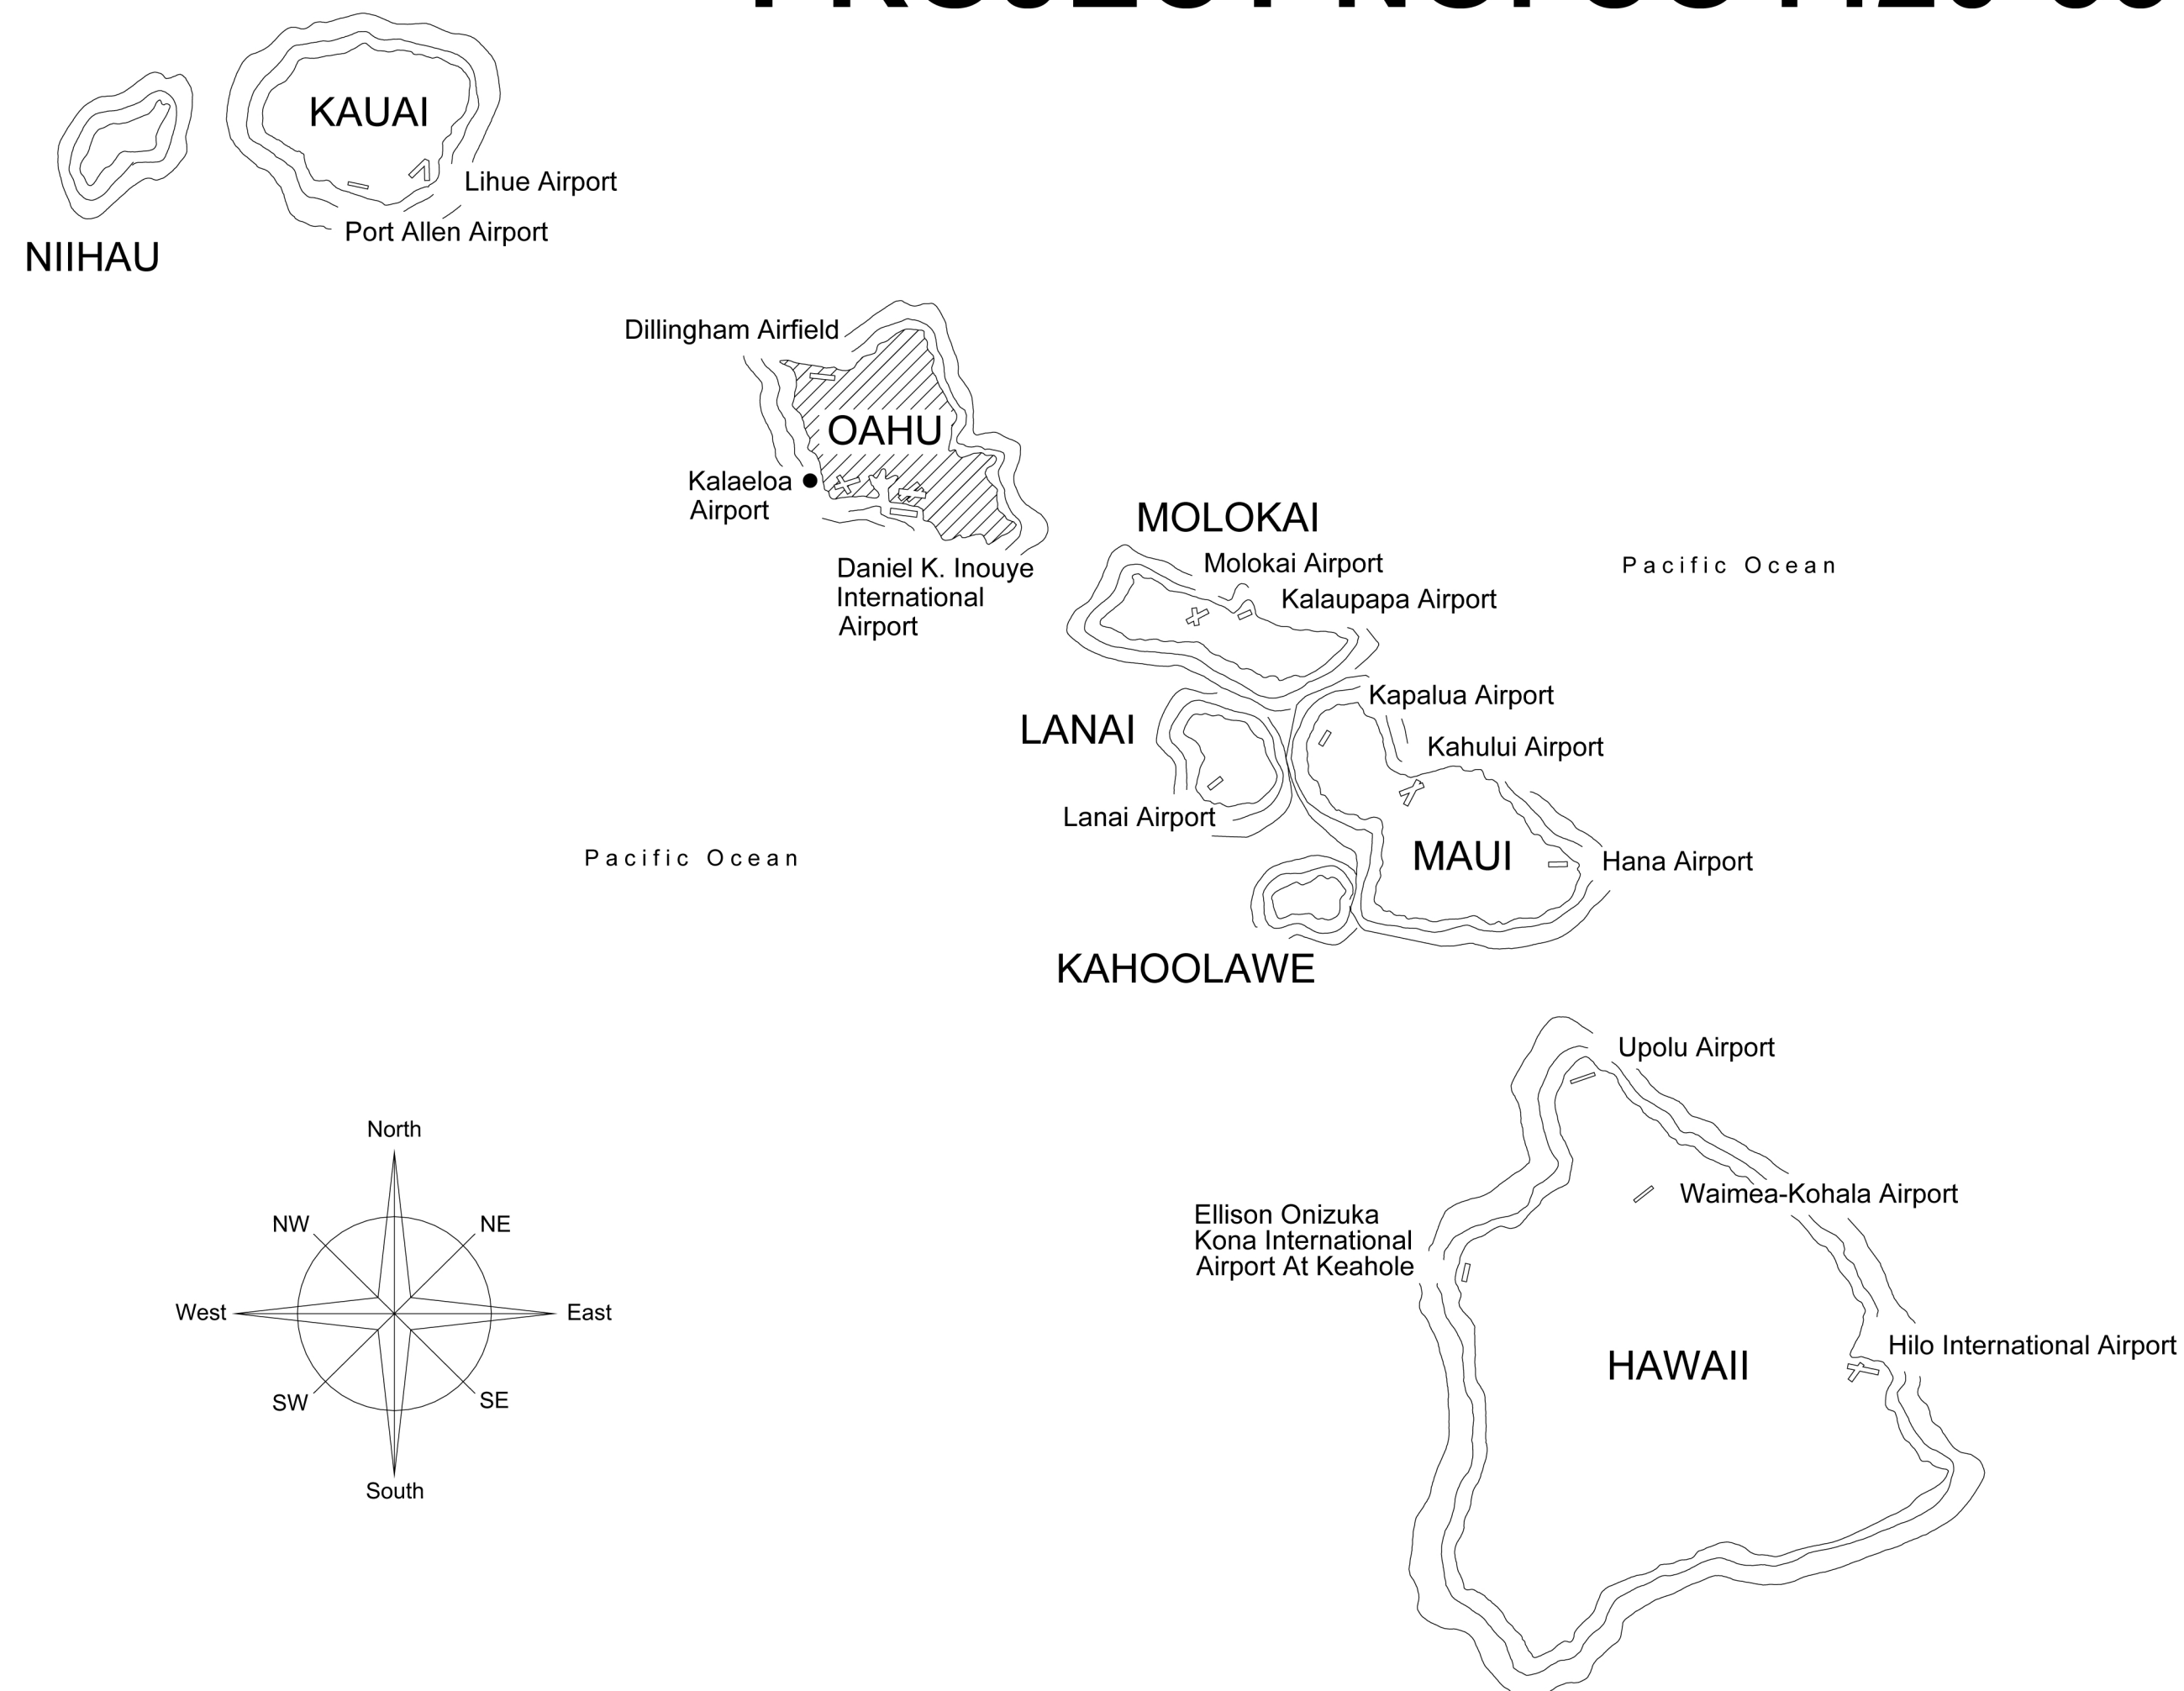 KAUAI
Lihue Airport
Port Allen Airport
NIIHAU
Dillingham Airfield
OAHU
Kalaeloa
Airport
Daniel K. Inouye
International
Airport
MOLOKAI
Molokai Airport
Kalaupapa Airport
Pacific Ocean
Kapalua Airport
LANAI
Kahului Airport
Lanai Airport
MAUI
Hana Airport
Pacific Ocean
KAHOOLAWE
Upolu Airport
Waimea-Kohala Airport
Ellison Onizuka
Kona International
Airport At Keahole
HAWAII
Hilo International Airport
North
NW
NE
West
East
SW
SE
South